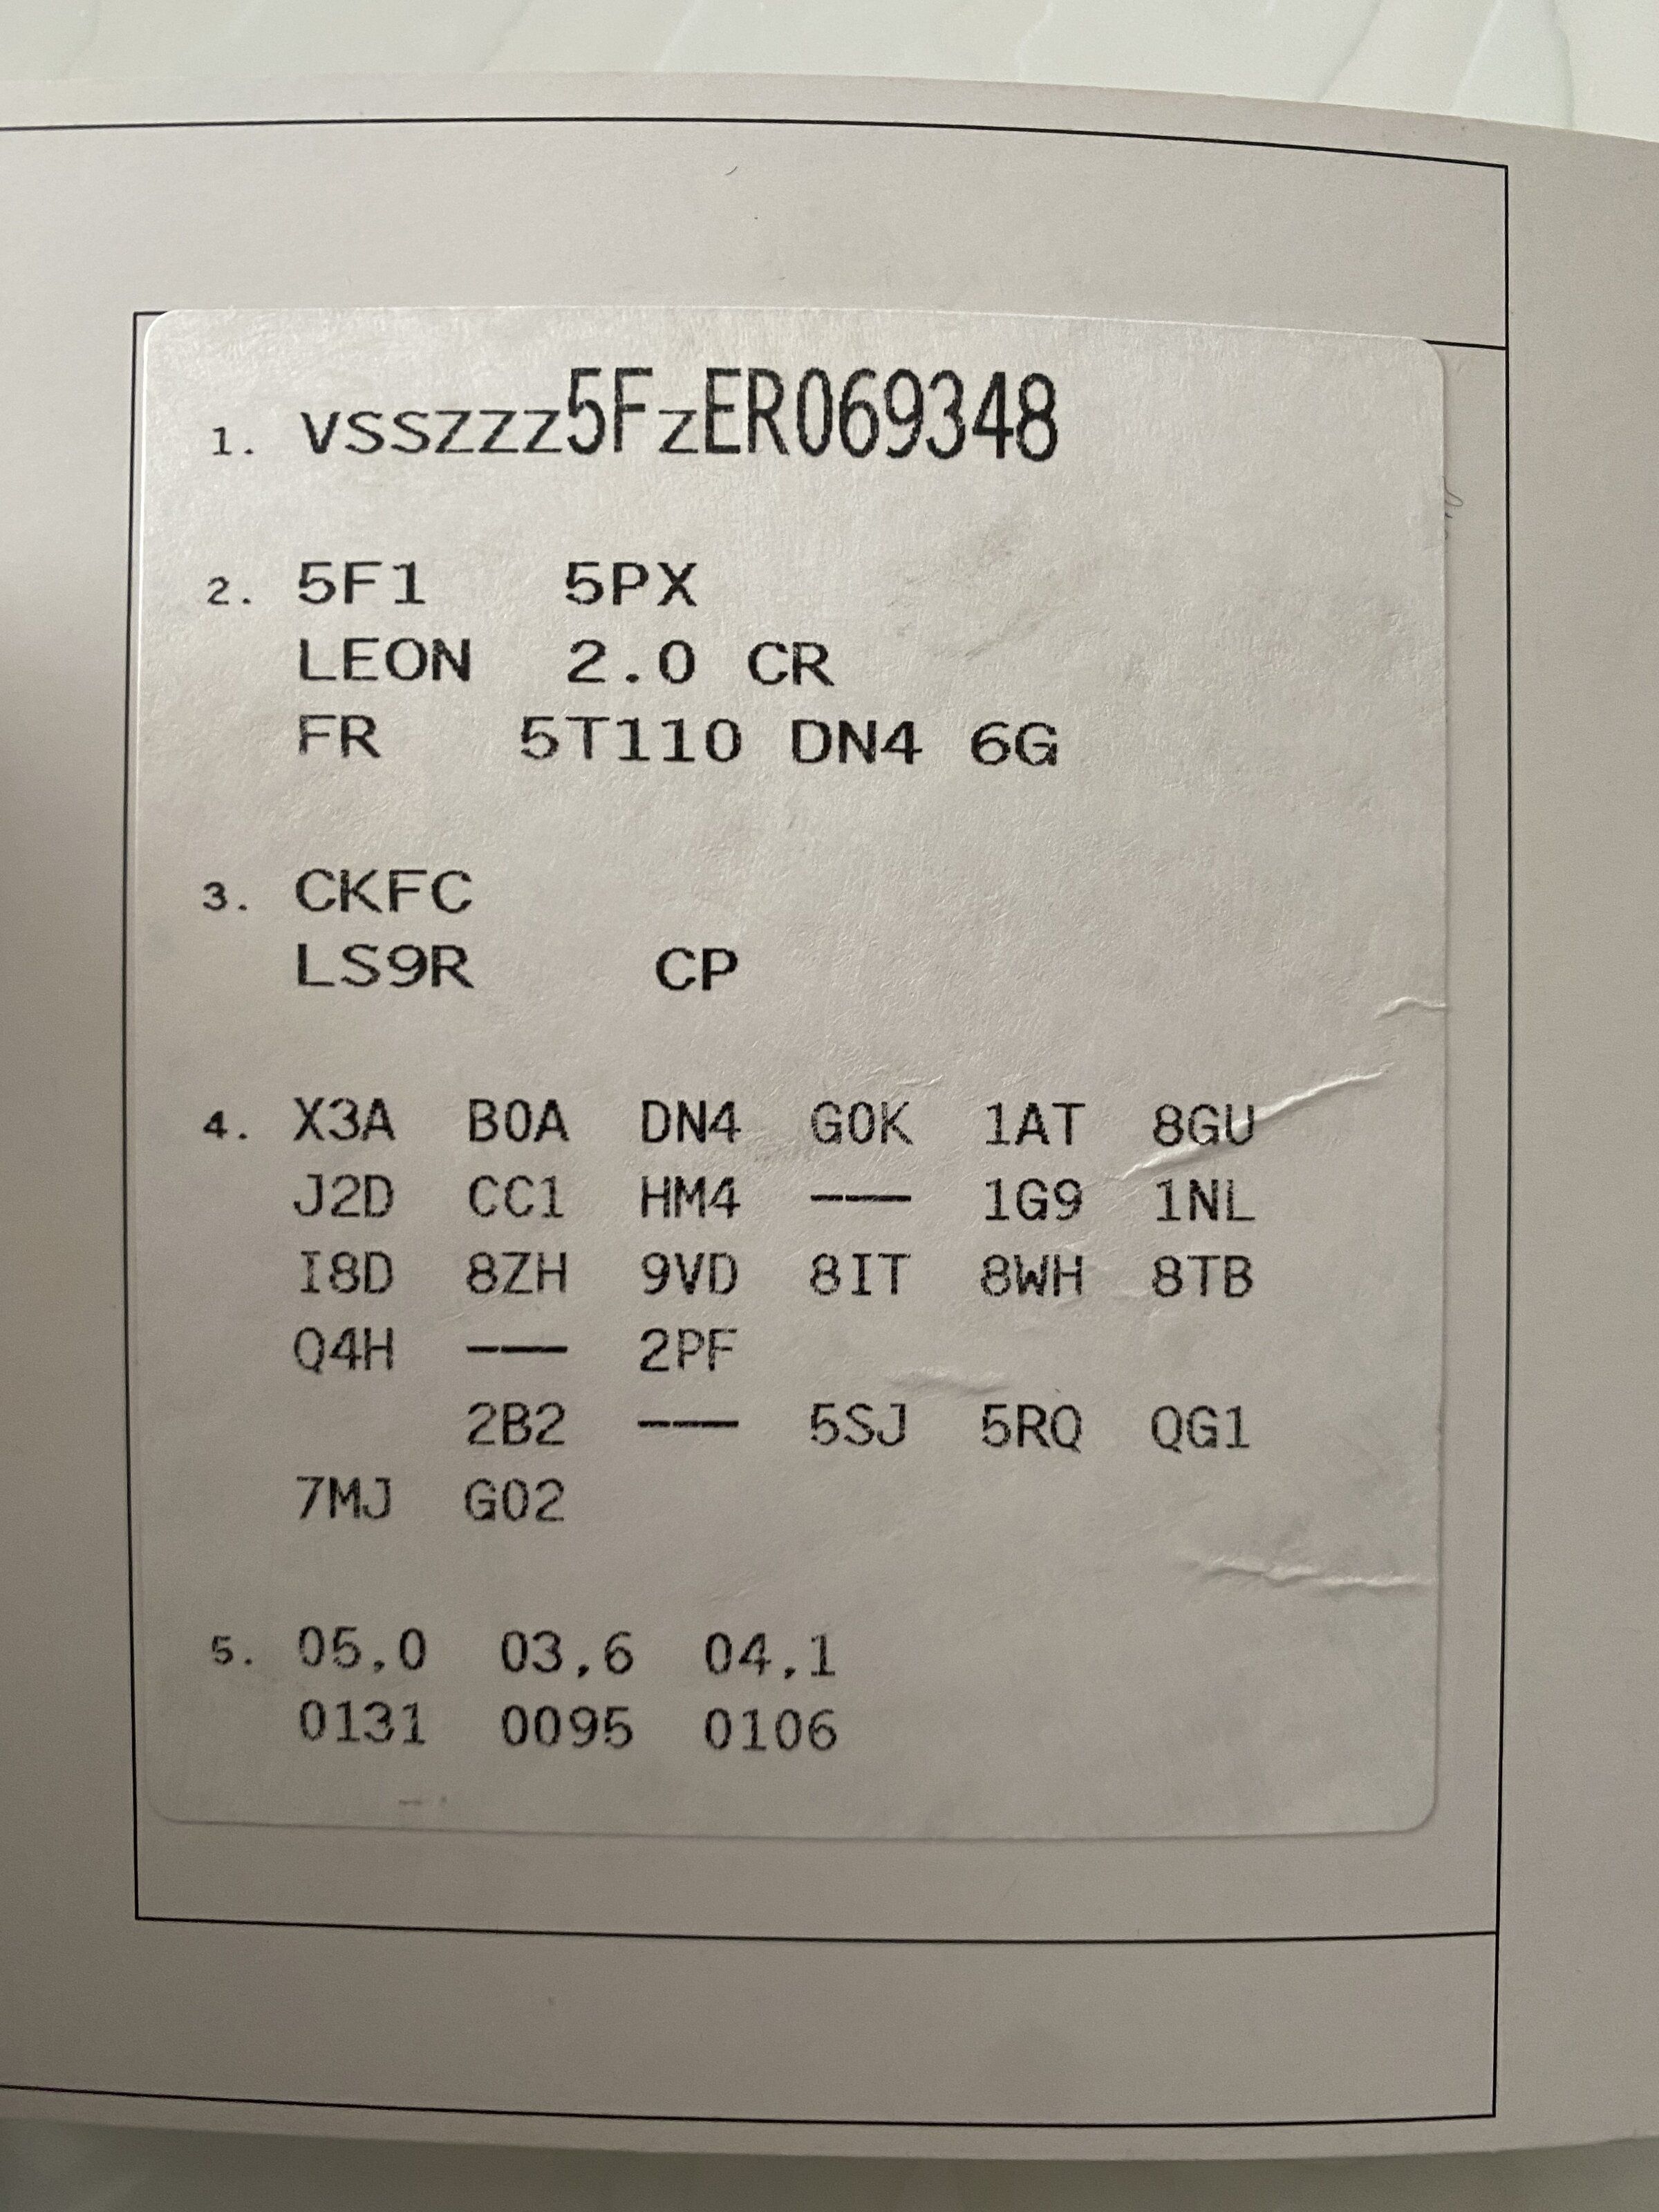 1. VSSZZZ5FZER069348
2. 5F1 5PX
LEON 2.0 CR
FR 5T110 DN4 6G
3. CKFC
LS9R CP
4. X3A B0A DN4 G0K 1AT 8GU
J2D CC1 HM4 --- 1G9 1NL
I8D 8ZH 9VD 8IT 8WH 8TB
Q4H --- 2PF
2B2 --- 5SJ 5RQ QG1
7MJ G02
5. 05,0 03,6 04,1
0131 0095 0106